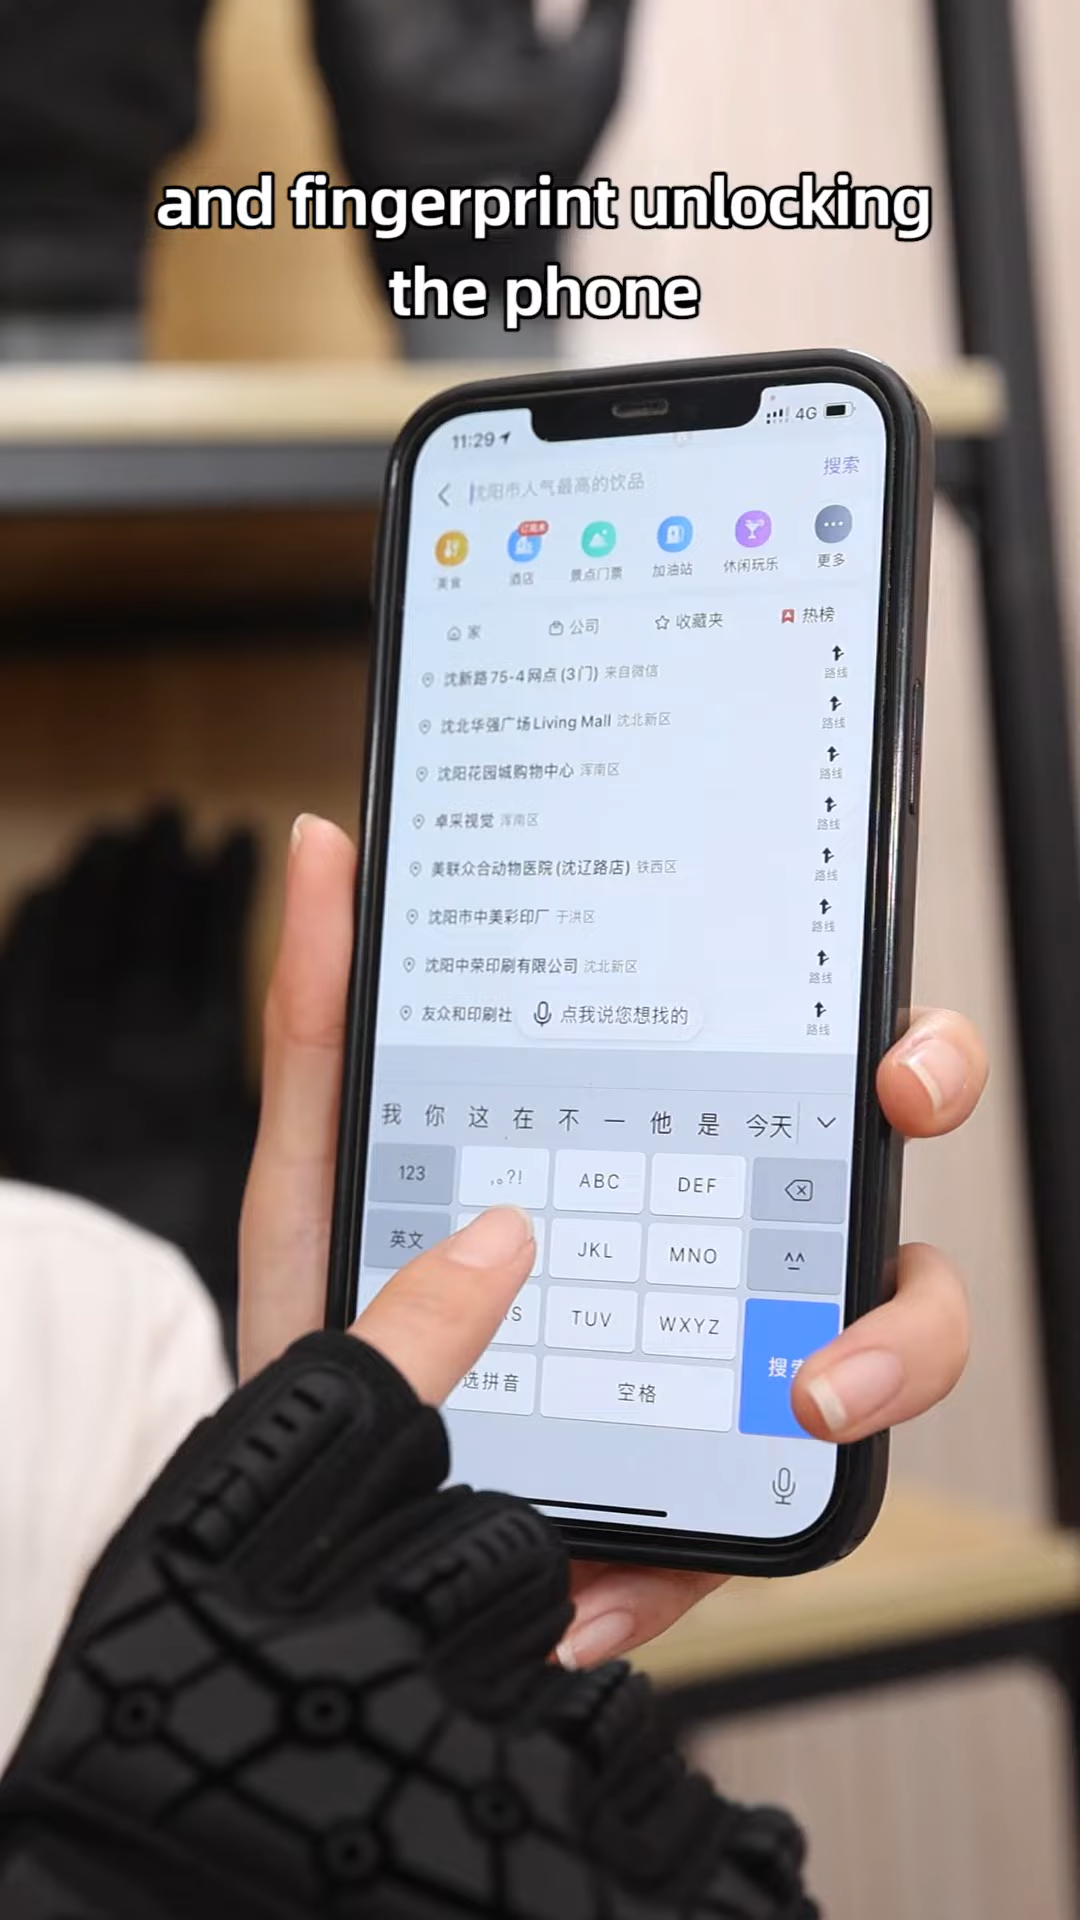 and fingerprint unlocking
the phone
11:29
4G
沈阳市人气最高的饮品
搜索
美食
酒店
景点门票
加油站
休闲玩乐
更多
家
公司
收藏夹
热榜
沈新路75-4网点(3门) 来自微信
路线
沈北华强广场Living Mall 沈北新区
路线
沈阳花园城购物中心 浑南区
路线
卓采视觉 浑南区
路线
美联众合动物医院(沈辽路店) 铁西区
路线
沈阳市中美彩印厂 于洪区
路线
沈阳中荣印刷有限公司 沈北新区
路线
友众和印刷社
点我说您想找的
路线
我 你 这 在 不 一 他 是 今天
123
,。?!
ABC
DEF
英文
JKL
MNO
^^
S
TUV
WXYZ
搜
选拼音
空格